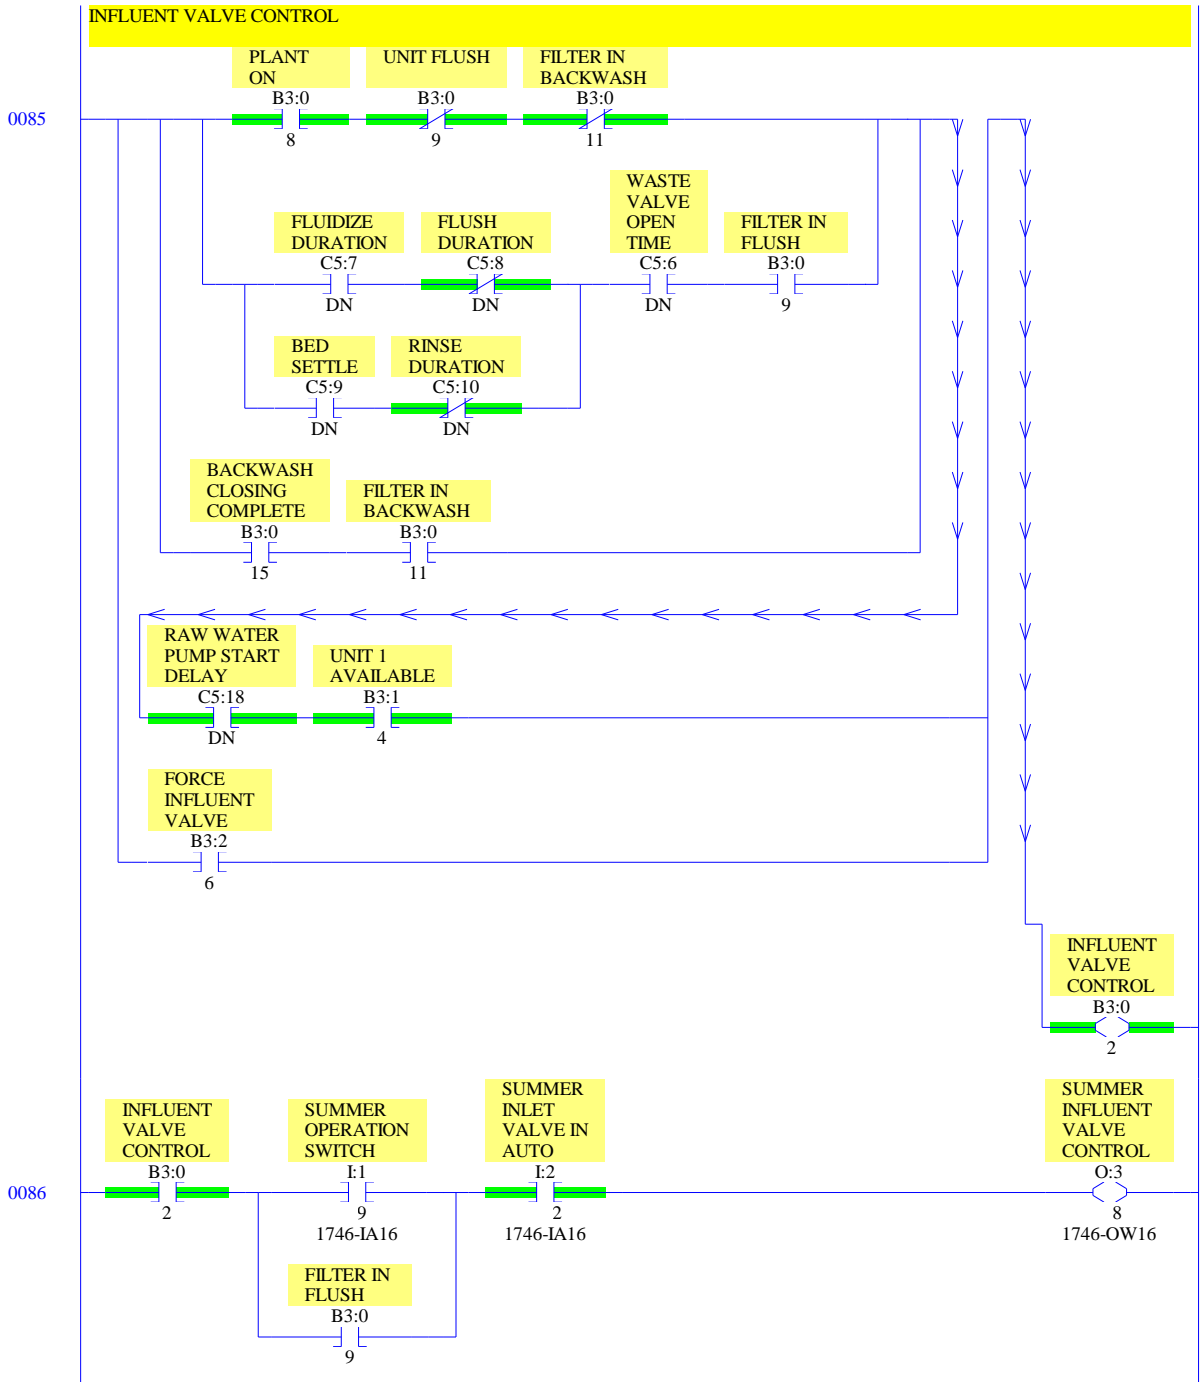 INFLUENT VALVE CONTROL
PLANT
ON
B3:0
8
UNIT FLUSH
B3:0
9
FILTER IN
BACKWASH
B3:0
11
0085
FLUIDIZE
DURATION
C5:7
DN
FLUSH
DURATION
C5:8
DN
WASTE
VALVE
OPEN
TIME
C5:6
DN
FILTER IN
FLUSH
B3:0
9
BED
SETTLE
C5:9
DN
RINSE
DURATION
C5:10
DN
BACKWASH
CLOSING
COMPLETE
B3:0
15
FILTER IN
BACKWASH
B3:0
11
RAW WATER
PUMP START
DELAY
C5:18
DN
UNIT 1
AVAILABLE
B3:1
4
FORCE
INFLUENT
VALVE
B3:2
6
INFLUENT
VALVE
CONTROL
B3:0
2
0086
INFLUENT
VALVE
CONTROL
B3:0
2
SUMMER
OPERATION
SWITCH
I:1
9
1746-IA16
SUMMER
INLET
VALVE IN
AUTO
I:2
2
1746-IA16
SUMMER
INFLUENT
VALVE
CONTROL
O:3
8
1746-OW16
FILTER IN
FLUSH
B3:0
9